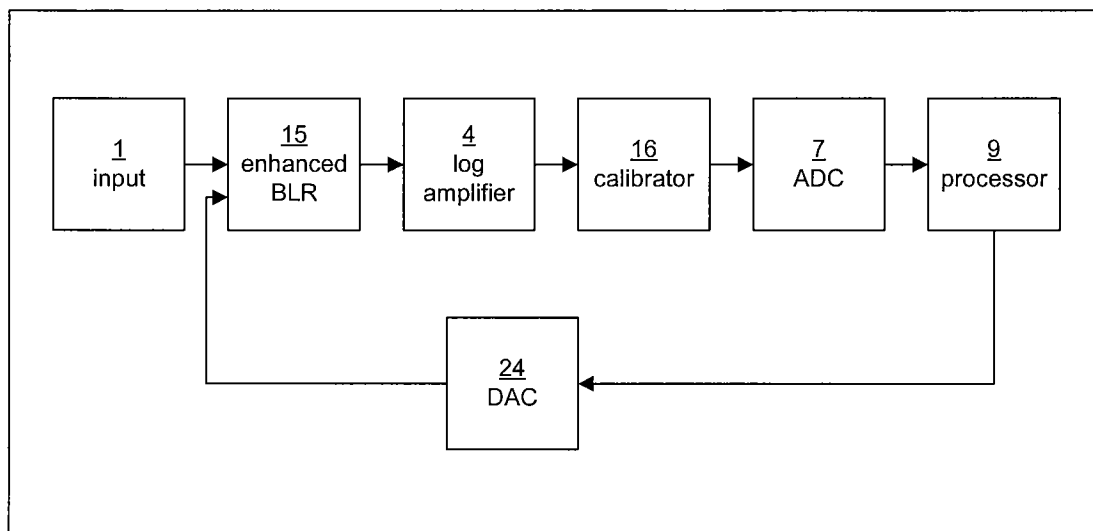 1
input
15
enhanced
BLR
4
log
amplifier
16
calibrator
7
ADC
9
processor
24
DAC